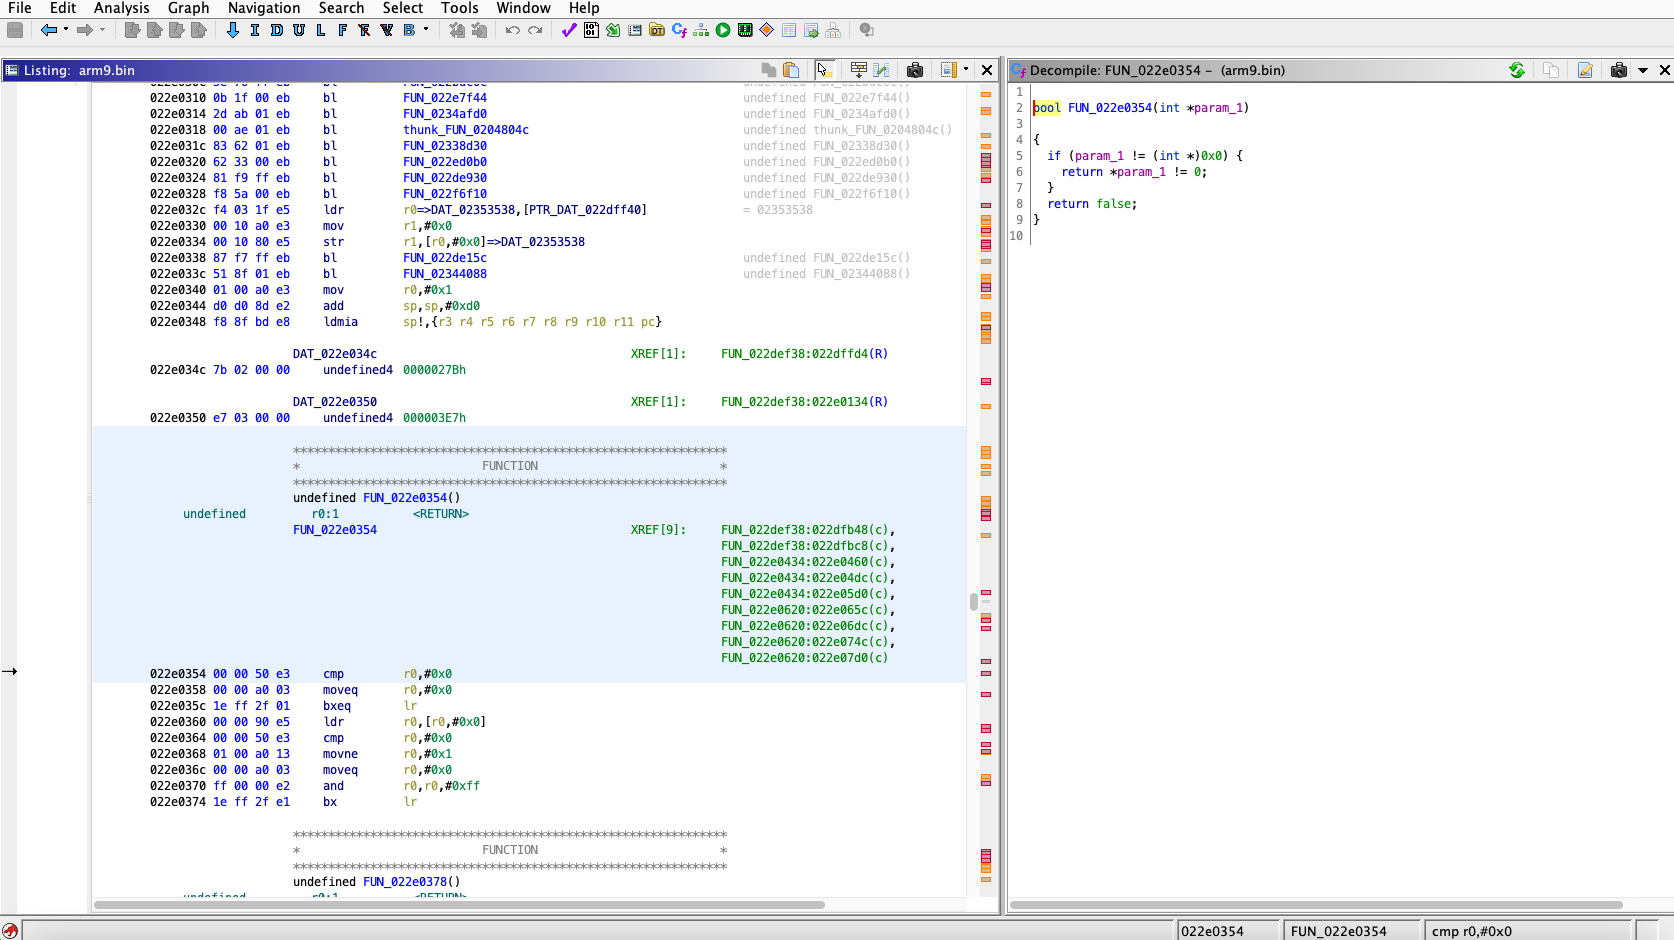 File Edit Analysis Graph Navigation Search Select Tools Window Help
I D U L F R V B
Listing: arm9.bin
022e0310 0b 1f 00 eb bl FUN_022e7f44 undefined FUN_022e7f44()
022e0314 2d ab 01 eb bl FUN_0234afd0 undefined FUN_0234afd0()
022e0318 00 ae 01 eb bl thunk_FUN_0204804c undefined thunk_FUN_0204804c()
022e031c 83 62 01 eb bl FUN_02338d30 undefined FUN_02338d30()
022e0320 62 33 00 eb bl FUN_022ed0b0 undefined FUN_022ed0b0()
022e0324 81 f9 ff eb bl FUN_022de930 undefined FUN_022de930()
022e0328 f8 5a 00 eb bl FUN_022f6f10 undefined FUN_022f6f10()
022e032c f4 03 1f e5 ldr r0=>DAT_02353538,[PTR_DAT_022dff40] = 02353538
022e0330 00 10 a0 e3 mov r1,#0x0
022e0334 00 10 80 e5 str r1,[r0,#0x0]=>DAT_02353538
022e0338 87 f7 ff eb bl FUN_022de15c undefined FUN_022de15c()
022e033c 51 8f 01 eb bl FUN_02344088 undefined FUN_02344088()
022e0340 01 00 a0 e3 mov r0,#0x1
022e0344 d0 d0 8d e2 add sp,sp,#0xd0
022e0348 f8 8f bd e8 ldmia sp!,{r3 r4 r5 r6 r7 r8 r9 r10 r11 pc}
DAT_022e034c XREF[1]: FUN_022def38:022dffd4(R)
022e034c 7b 02 00 00 undefined4 0000027Bh
DAT_022e0350 XREF[1]: FUN_022def38:022e0134(R)
022e0350 e7 03 00 00 undefined4 000003E7h
**************************************************************
* FUNCTION *
**************************************************************
undefined FUN_022e0354()
undefined r0:1 <RETURN>
FUN_022e0354 XREF[9]: FUN_022def38:022dfb48(c),
FUN_022def38:022dfbc8(c),
FUN_022e0434:022e0460(c),
FUN_022e0434:022e04dc(c),
FUN_022e0434:022e05d0(c),
FUN_022e0620:022e065c(c),
FUN_022e0620:022e06dc(c),
FUN_022e0620:022e074c(c),
FUN_022e0620:022e07d0(c)
022e0354 00 00 50 e3 cmp r0,#0x0
022e0358 00 00 a0 03 moveq r0,#0x0
022e035c 1e ff 2f 01 bxeq lr
022e0360 00 00 90 e5 ldr r0,[r0,#0x0]
022e0364 00 00 50 e3 cmp r0,#0x0
022e0368 01 00 a0 13 movne r0,#0x1
022e036c 00 00 a0 03 moveq r0,#0x0
022e0370 ff 00 00 e2 and r0,r0,#0xff
022e0374 1e ff 2f e1 bx lr
**************************************************************
* FUNCTION *
**************************************************************
undefined FUN_022e0378()
undefined r0:1 <RETURN>
Decompile: FUN_022e0354 - (arm9.bin)
1
2 bool FUN_022e0354(int *param_1)
3
4 {
5 if (param_1 != (int *)0x0) {
6 return *param_1 != 0;
7 }
8 return false;
9 }
10
022e0354 FUN_022e0354 cmp r0,#0x0